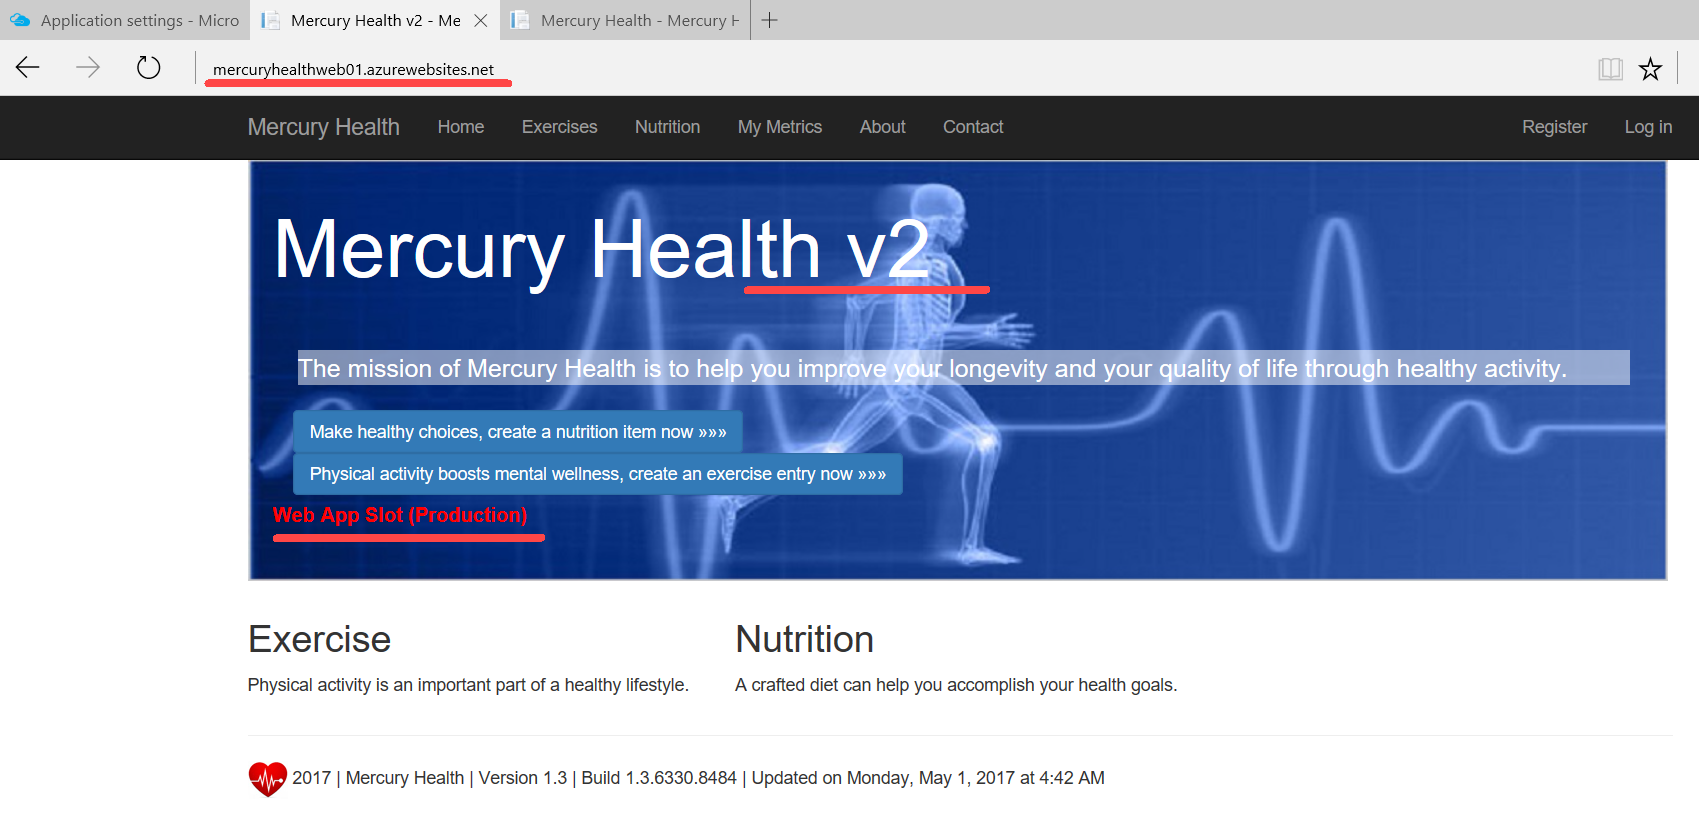 Application settings - Micro
Mercury Health v2 - Me
Mercury Health - Mercury H
mercuryhealthweb01.azurewebsites.net
Mercury Health Home Exercises Nutrition My Metrics About Contact Register Log in
Mercury Health v2
The mission of Mercury Health is to help you improve your longevity and your quality of life through healthy activity.
Make healthy choices, create a nutrition item now »»»
Physical activity boosts mental wellness, create an exercise entry now »»»
Web App Slot (Production)
Exercise
Physical activity is an important part of a healthy lifestyle.
Nutrition
A crafted diet can help you accomplish your health goals.
2017 | Mercury Health | Version 1.3 | Build 1.3.6330.8484 | Updated on Monday, May 1, 2017 at 4:42 AM